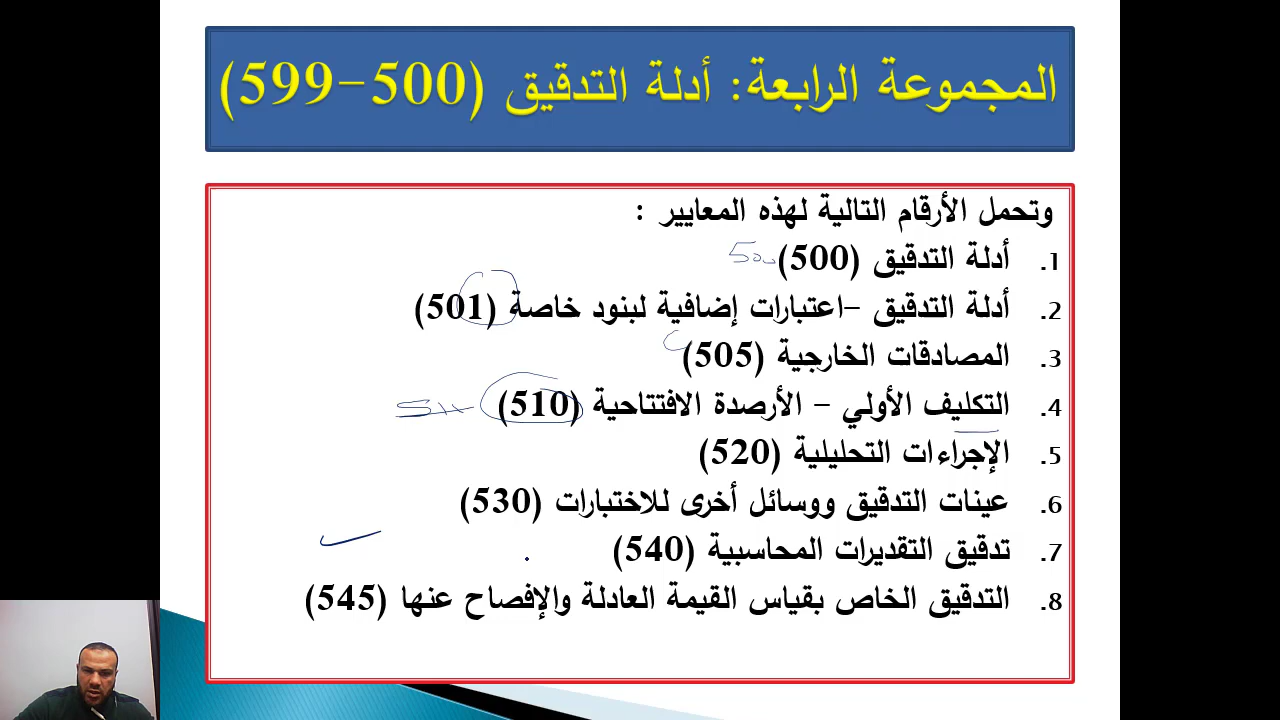 المجموعة الرابعة: أدلة التدقيق (500-599)
وتحمل الأرقام التالية لهذه المعايير :
1. أدلة التدقيق (500) 500
2. أدلة التدقيق –اعتبارات إضافية لبنود خاصة (501)
3. المصادقات الخارجية (505)
4. التكليف الأولي – الأرصدة الافتتاحية (510)
5. الإجراءات التحليلية (520)
6. عينات التدقيق ووسائل أخرى للاختبارات (530)
7. تدقيق التقديرات المحاسبية (540)
8. التدقيق الخاص بقياس القيمة العادلة والإفصاح عنها (545)